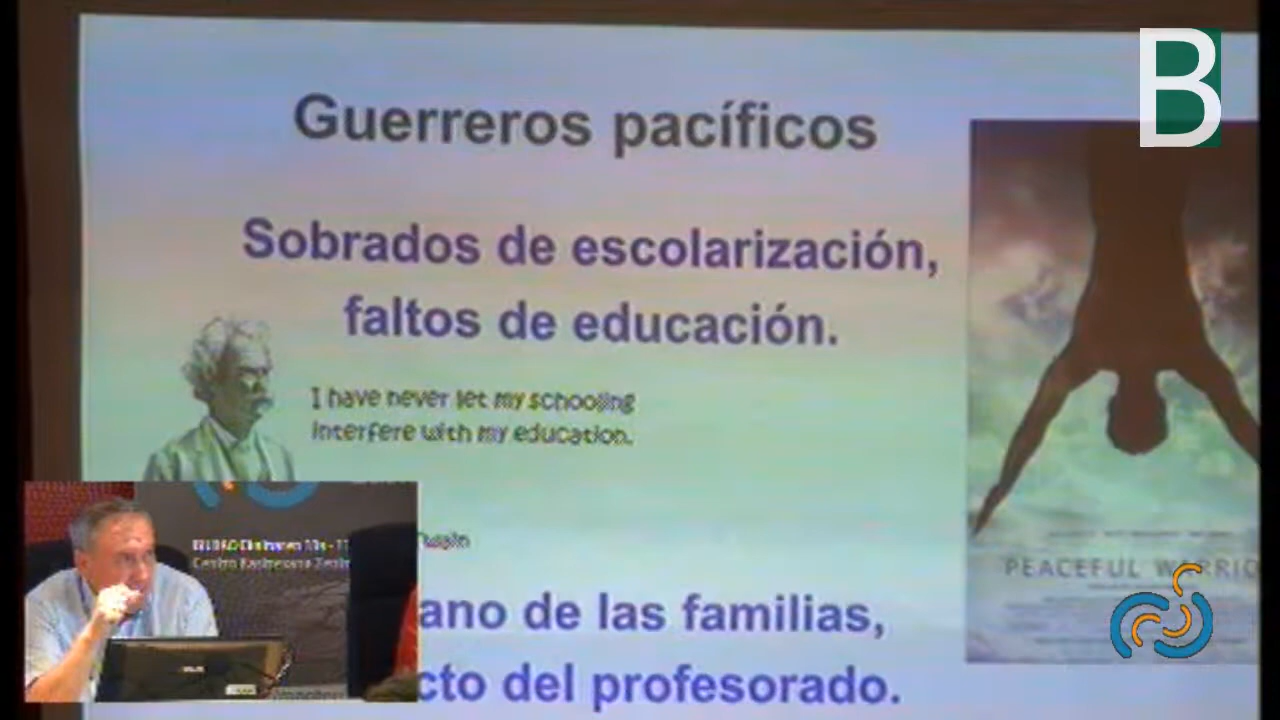 B
Guerreros pacíficos
Sobrados de escolarización,
faltos de educación.
I have never let my schooling
interfere with my education.
Twain
PEACEFUL WARRIO
ano de las familias,
cto del profesorado.